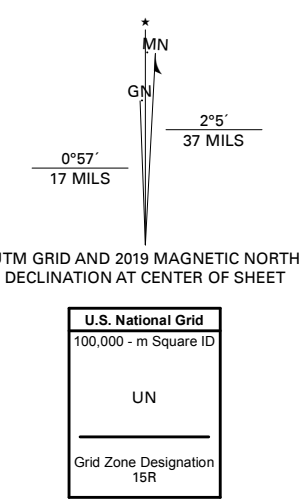 ★
MN
GN
2°5´
37 MILS
0°57´
17 MILS
UTM GRID AND 2019 MAGNETIC NORTH
DECLINATION AT CENTER OF SHEET
U.S. National Grid
100,000 - m Square ID
UN
Grid Zone Designation
15R